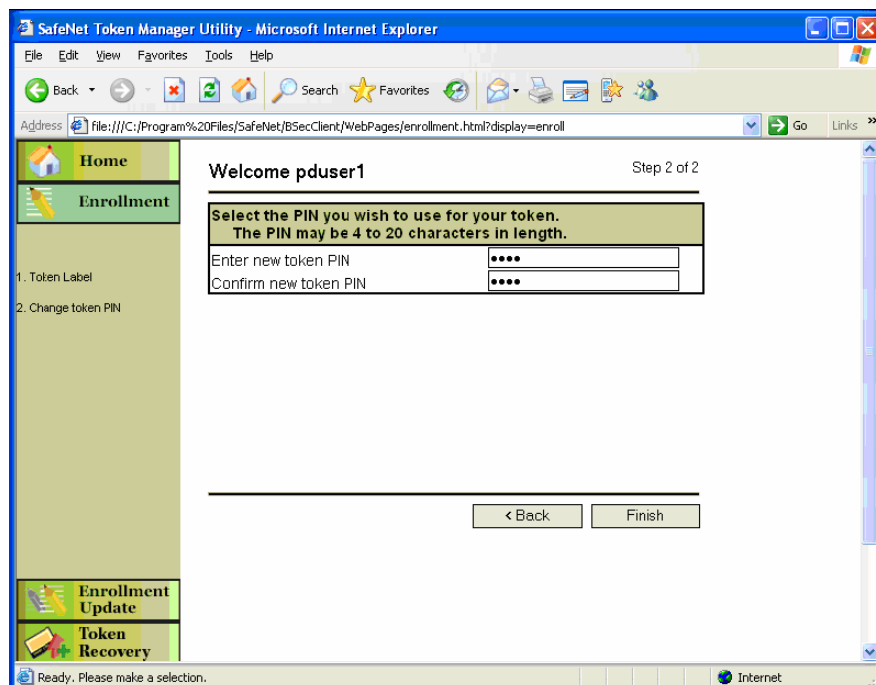 SafeNet Token Manager Utility - Microsoft Internet Explorer
File Edit View Favorites Tools Help
Back Search Favorites
Address file:///C:/Program%20Files/SafeNet/BSecClient/WebPages/enrollment.html?display=enroll Go Links »
Home
Enrollment
1. Token Label
2. Change token PIN
Welcome pduser1 Step 2 of 2
Select the PIN you wish to use for your token.
The PIN may be 4 to 20 characters in length.
Enter new token PIN ••••
Confirm new token PIN ••••
< Back Finish
Enrollment
Update
Token
Recovery
Ready. Please make a selection. Internet